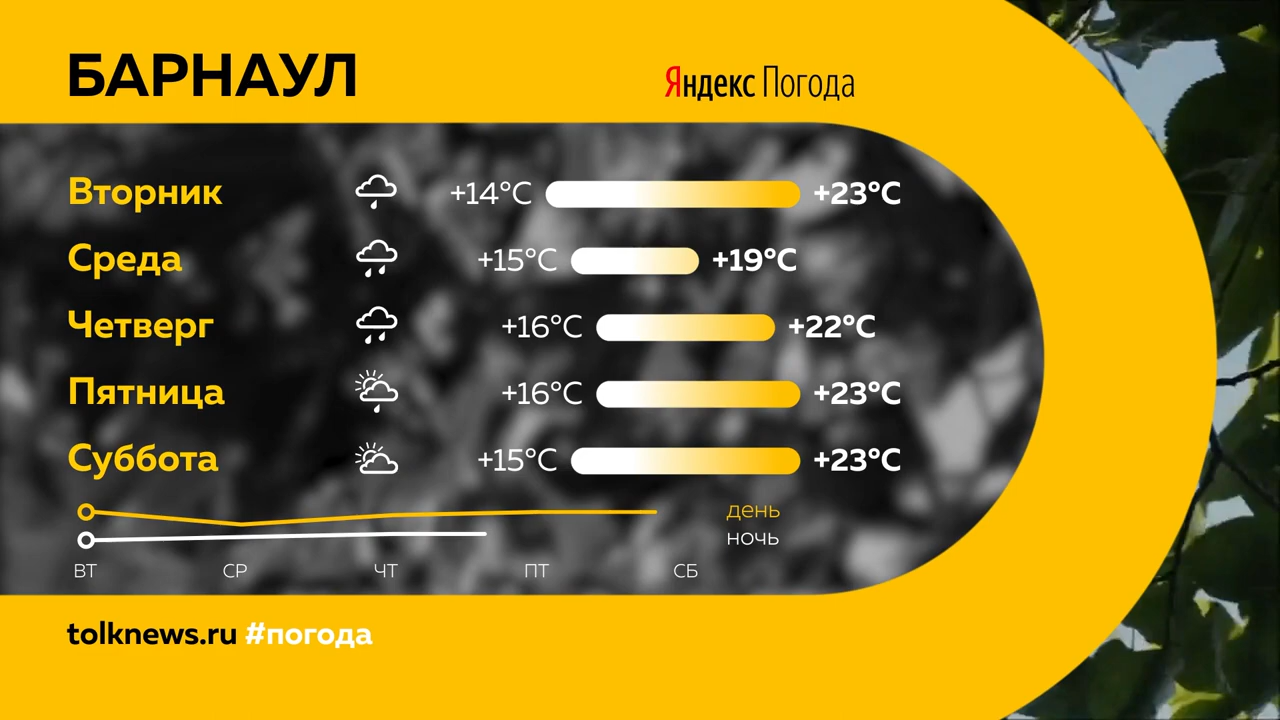 БАРНАУЛ
Яндекс Погода
Вторник +14°C +23°C
Среда +15°C +19°C
Четверг +16°C +22°C
Пятница +16°C +23°C
Суббота +15°C +23°C
день
ночь
ВТ СР ЧТ ПТ СБ
tolknews.ru #погода